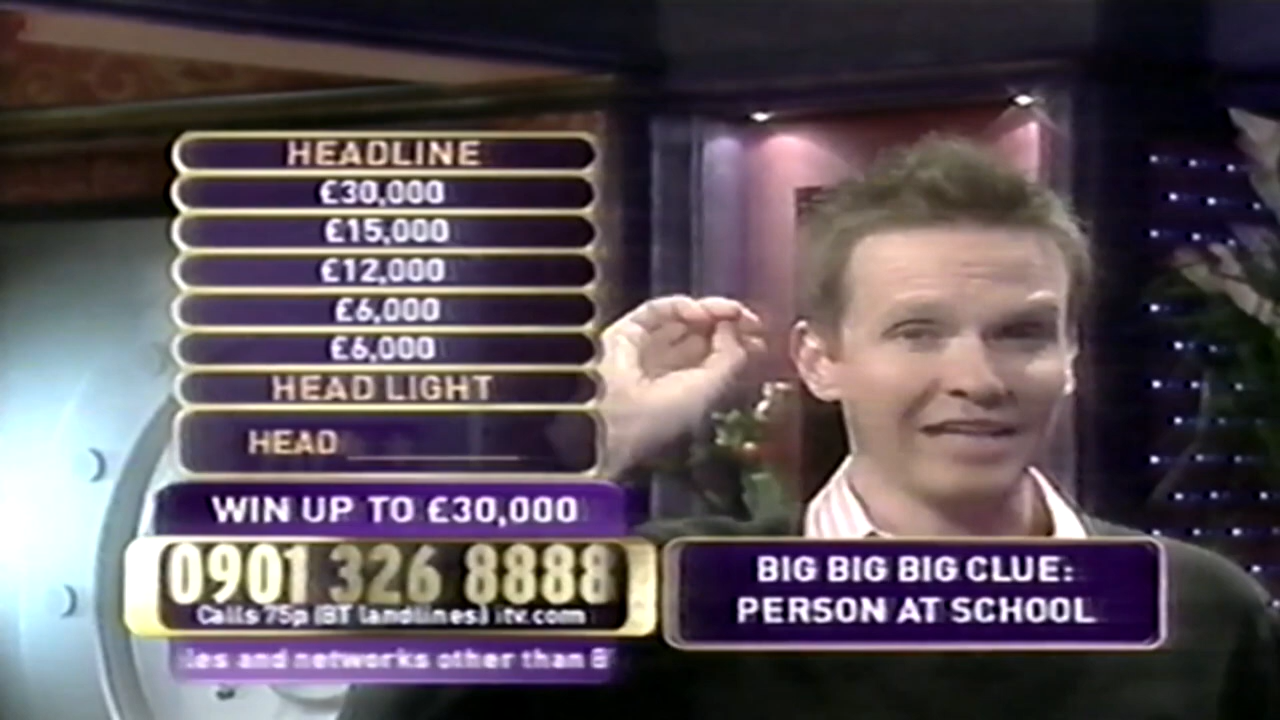 HEADLINE
£30,000
£15,000
£12,000
£6,000
£6,000
HEAD LIGHT
HEAD__________
WIN UP TO £30,000
0901 326 8888
Calls 75p (BT landlines) itv.com
les and networks other than B
BIG BIG BIG CLUE:
PERSON AT SCHOOL